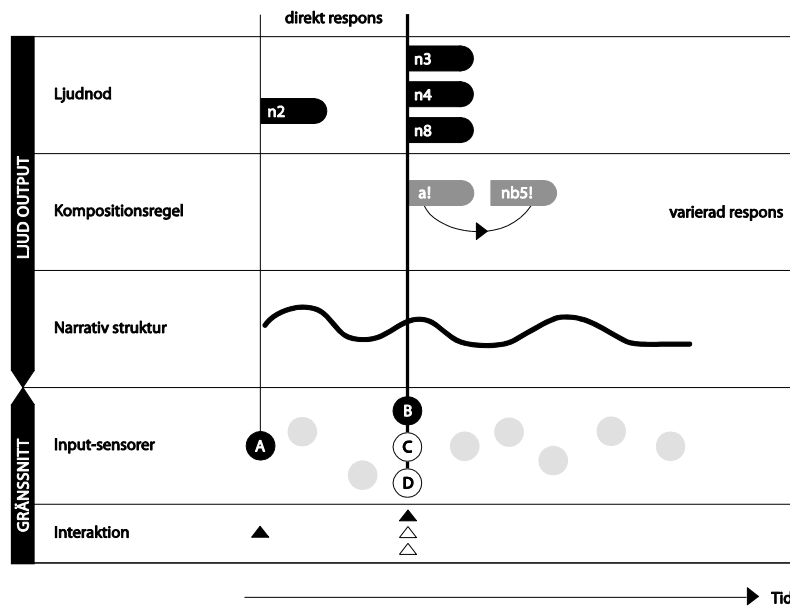 direkt respons
Ljudnod
n2
n3
n4
n8
LJUD OUTPUT
Kompositionsregel
a!
nb5!
varierad respons
Narrativ struktur
GRÄNSSNITT
Input-sensorer
A
B
C
D
Interaktion
Tid